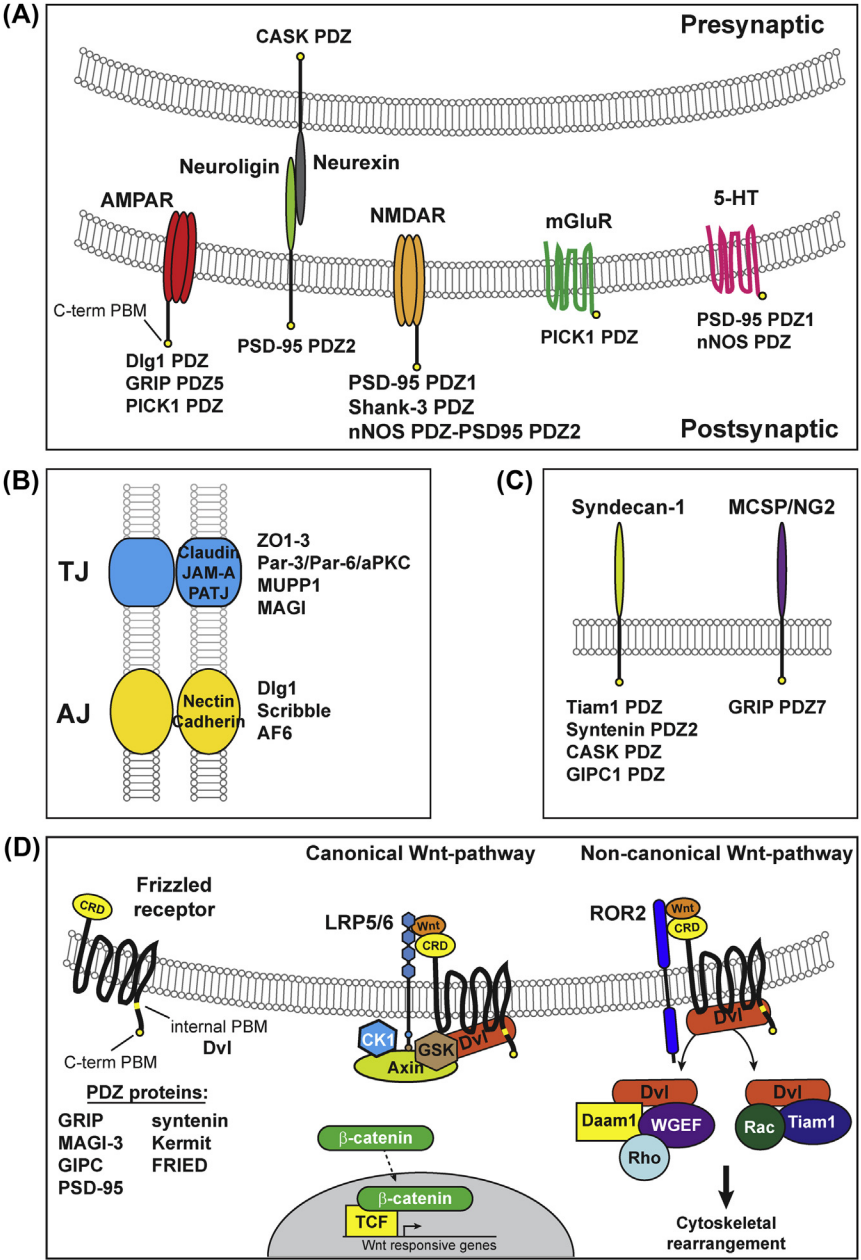 (A)
Presynaptic
CASK PDZ
Neuroligin
Neurexin
AMPAR
NMDAR
mGluR
5-HT
C-term PBM
Dlg1 PDZ
GRIP PDZ5
PICK1 PDZ
PSD-95 PDZ2
PSD-95 PDZ1
Shank-3 PDZ
nNOS PDZ-PSD95 PDZ2
PICK1 PDZ
PSD-95 PDZ1
nNOS PDZ
Postsynaptic
(B)
TJ
Claudin
JAM-A
PATJ
ZO1-3
Par-3/Par-6/aPKC
MUPP1
MAGI
AJ
Nectin
Cadherin
Dlg1
Scribble
AF6
(C)
Syndecan-1
MCSP/NG2
Tiam1 PDZ
Syntenin PDZ2
CASK PDZ
GIPC1 PDZ
GRIP PDZ7
(D)
Canonical Wnt-pathway
Non-canonical Wnt-pathway
CRD
Frizzled
receptor
internal PBM
Dvl
C-term PBM
PDZ proteins:
GRIP
MAGI-3
GIPC
PSD-95
syntenin
Kermit
FRIED
LRP5/6
Wnt
CRD
CK1
GSK
Dvl
Axin
β-catenin
β-catenin
TCF
Wnt responsive genes
ROR2
Wnt
CRD
Dvl
Dvl
Daam1
WGEF
Rho
Dvl
Rac
Tiam1
Cytoskeletal
rearrangement